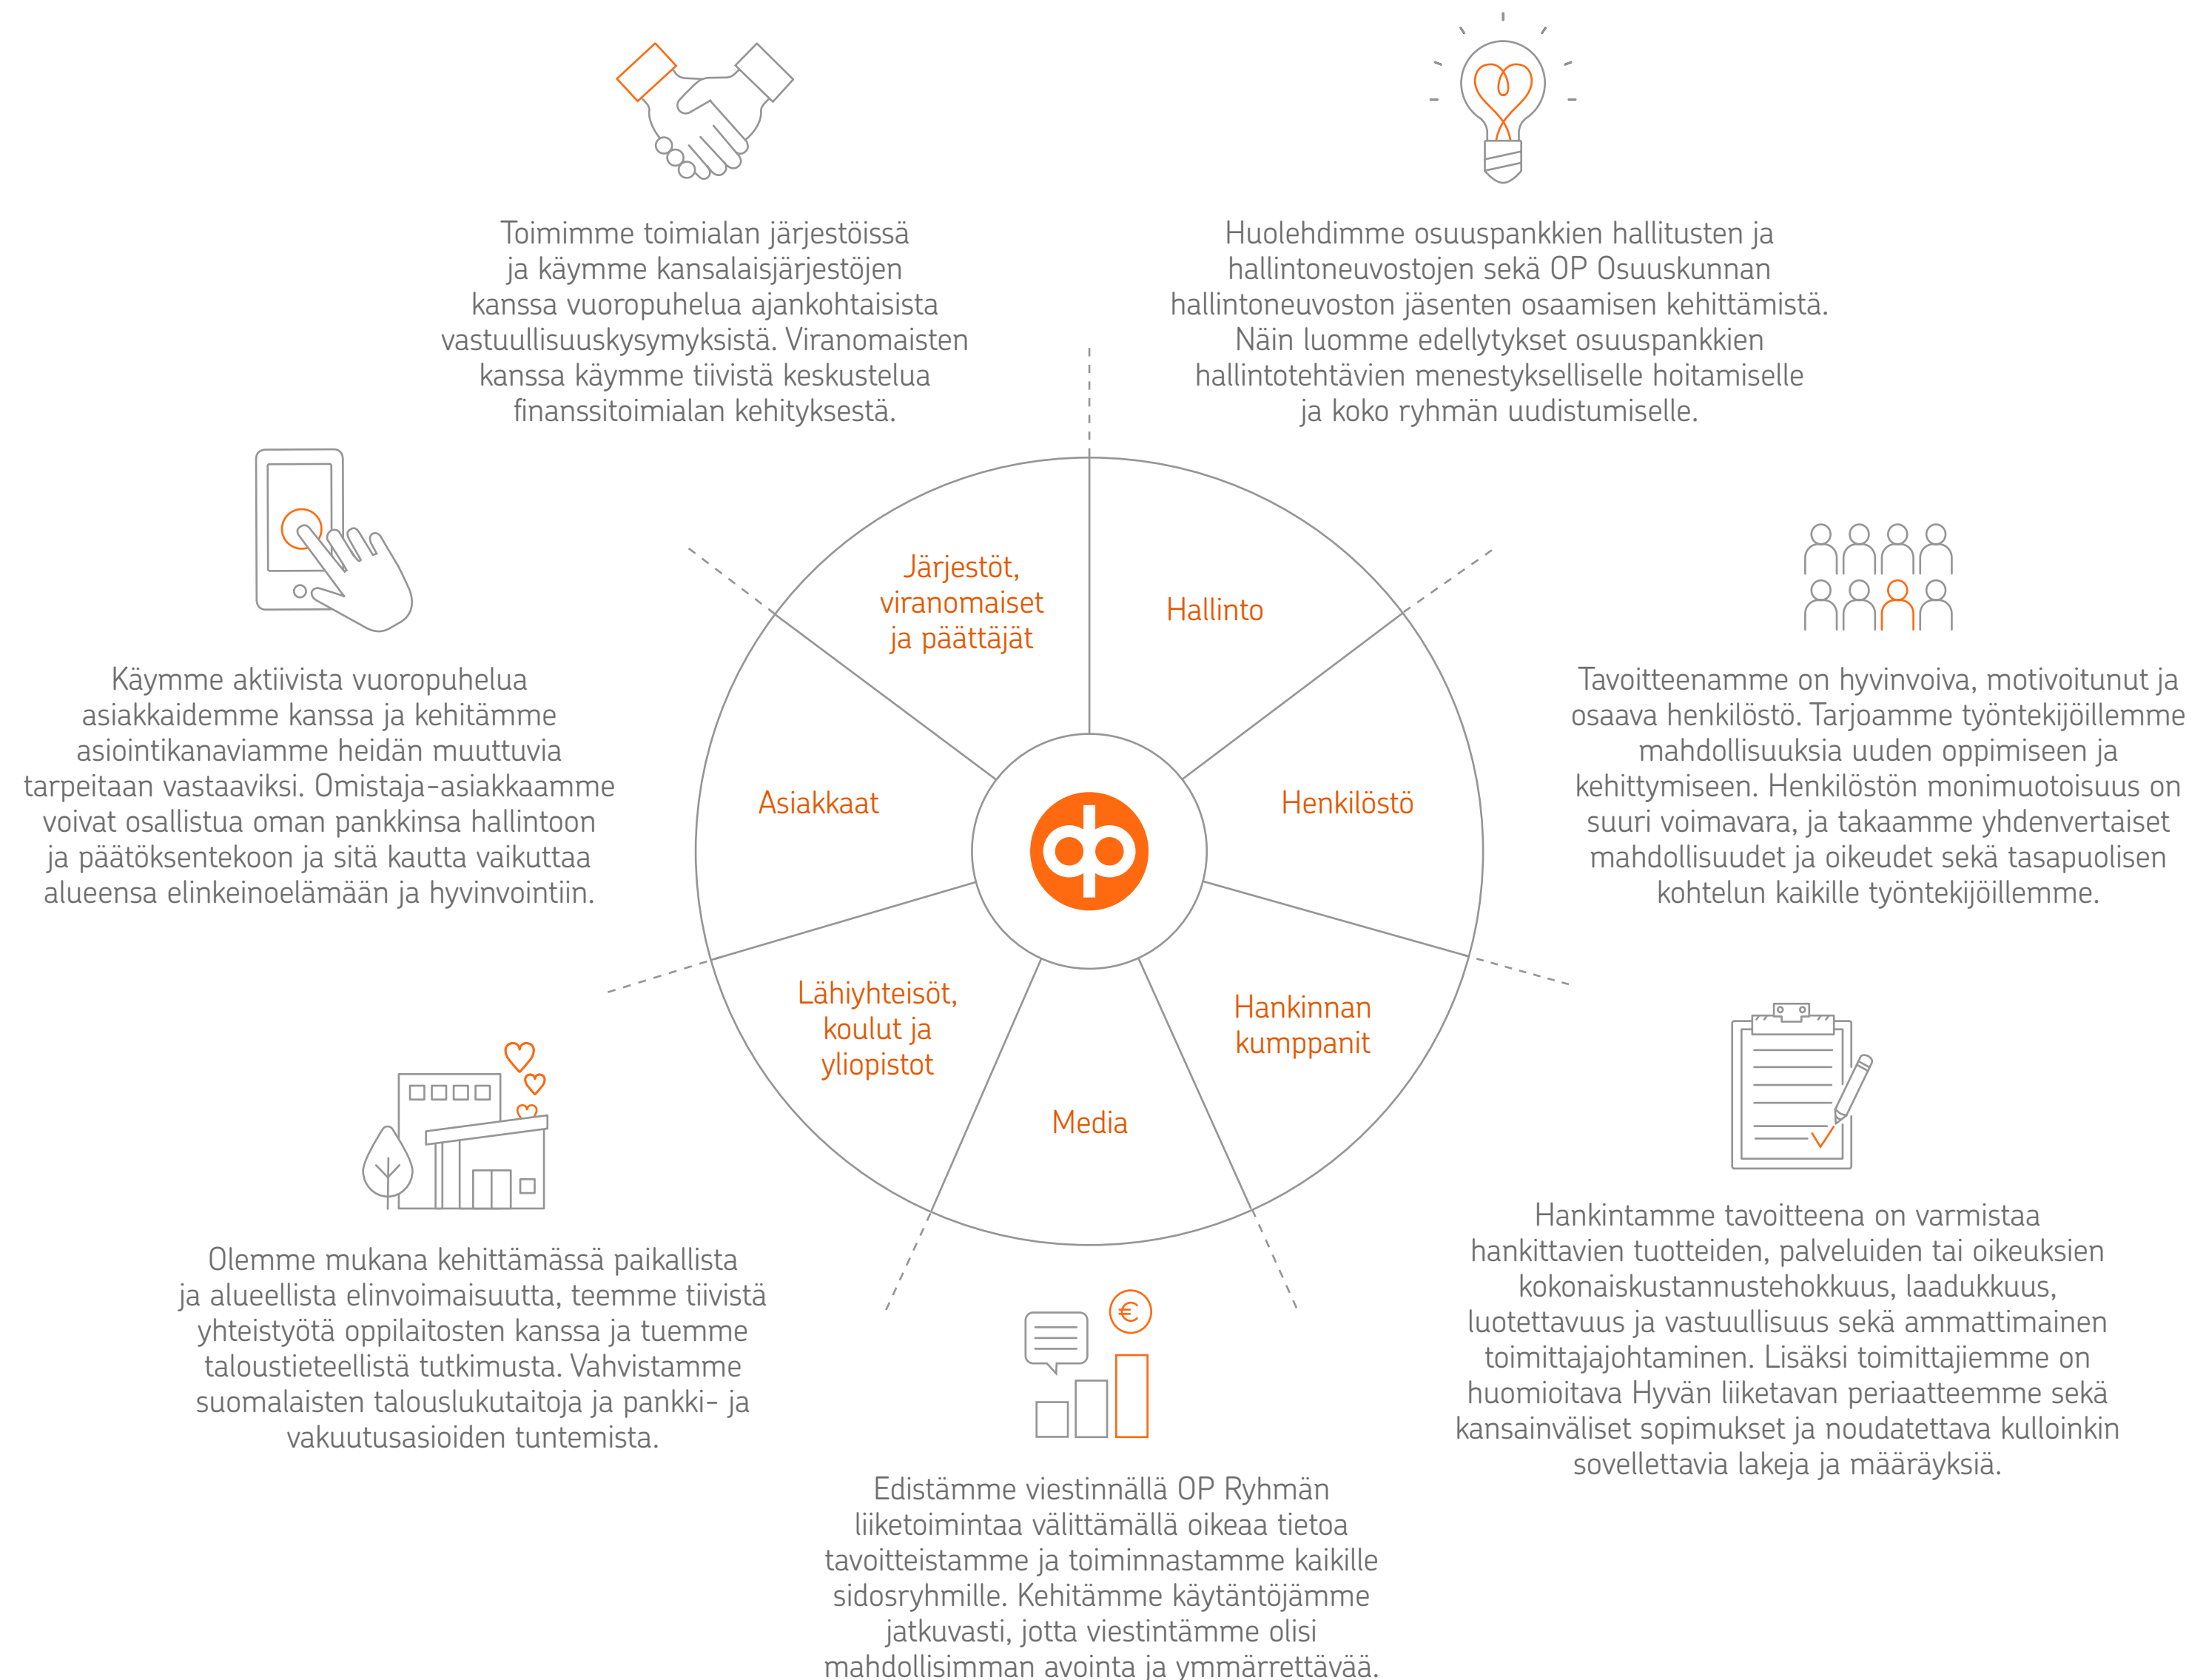 Toimimme toimialan järjestöissä
ja käymme kansalaisjärjestöjen
kanssa vuoropuhelua ajankohtaisista
vastuullisuuskysymyksistä. Viranomaisten
kanssa käymme tiivistä keskustelua
finanssitoimialan kehityksestä.
Huolehdimme osuuspankkien hallitusten ja
hallintoneuvostojen sekä OP Osuuskunnan
hallintoneuvoston jäsenten osaamisen kehittämistä.
Näin luomme edellytykset osuuspankkien
hallintotehtävien menestykselliselle hoitamiselle
ja koko ryhmän uudistumiselle.
Järjestöt,
viranomaiset
ja päättäjät
Hallinto
Käymme aktiivista vuoropuhelua
asiakkaidemme kanssa ja kehitämme
asiointikanaviamme heidän muuttuvia
tarpeitaan vastaaviksi. Omistaja-asiakkaamme
voivat osallistua oman pankkinsa hallintoon
ja päätöksentekoon ja sitä kautta vaikuttaa
alueensa elinkeinoelämään ja hyvinvointiin.
Asiakkaat
Henkilöstö
Tavoitteenamme on hyvinvoiva, motivoitunut ja
osaava henkilöstö. Tarjoamme työntekijöillemme
mahdollisuuksia uuden oppimiseen ja
kehittymiseen. Henkilöstön monimuotoisuus on
suuri voimavara, ja takaamme yhdenvertaiset
mahdollisuudet ja oikeudet sekä tasapuolisen
kohtelun kaikille työntekijöillemme.
Lähiyhteisöt,
koulut ja
yliopistot
Hankinnan
kumppanit
Media
Olemme mukana kehittämässä paikallista
ja alueellista elinvoimaisuutta, teemme tiivistä
yhteistyötä oppilaitosten kanssa ja tuemme
taloustieteellistä tutkimusta. Vahvistamme
suomalaisten talouslukutaitoja ja pankki- ja
vakuutusasioiden tuntemista.
Hankintamme tavoitteena on varmistaa
hankittavien tuotteiden, palveluiden tai oikeuksien
kokonaiskustannustehokkuus, laadukkuus,
luotettavuus ja vastuullisuus sekä ammattimainen
toimittajajohtaminen. Lisäksi toimittajiemme on
huomioitava Hyvän liiketavan periaatteemme sekä
kansainväliset sopimukset ja noudatettava kulloinkin
sovellettavia lakeja ja määräyksiä.
€
Edistämme viestinnällä OP Ryhmän
liiketoimintaa välittämällä oikeaa tietoa
tavoitteistamme ja toiminnastamme kaikille
sidosryhmille. Kehitämme käytäntöjämme
jatkuvasti, jotta viestintämme olisi
mahdollisimman avointa ja ymmärrettävää.